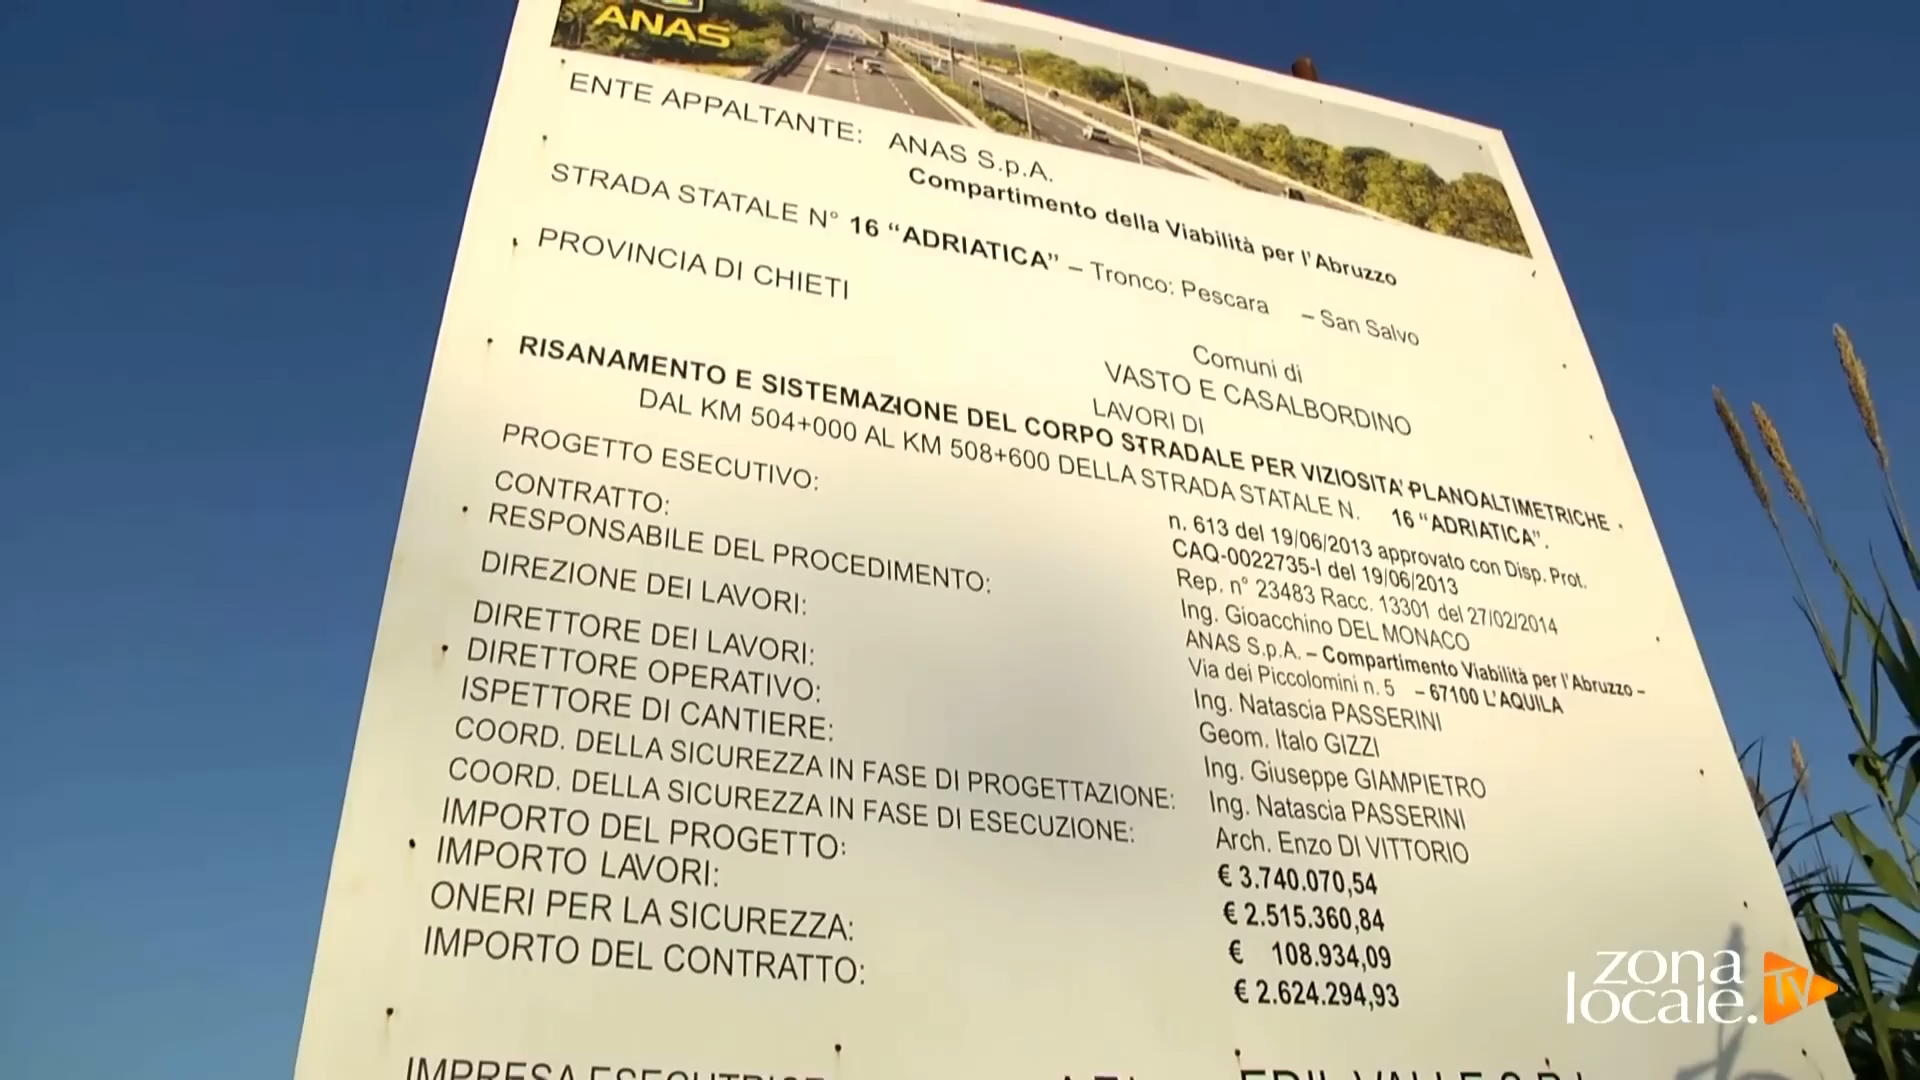 ANAS
ENTE APPALTANTE: ANAS S.p.A.
Compartimento della Viabilità per l'Abruzzo
STRADA STATALE N° 16 “ADRIATICA” – Tronco: Pescara – San Salvo
PROVINCIA DI CHIETI
Comuni di
VASTO E CASALBORDINO
LAVORI DI
RISANAMENTO E SISTEMAZIONE DEL CORPO STRADALE PER VIZIOSITA' PLANOALTIMETRICHE -
DAL KM 504+000 AL KM 508+600 DELLA STRADA STATALE N. 16 “ADRIATICA”.
PROGETTO ESECUTIVO: n. 613 del 19/06/2013 approvato con Disp. Prot.
CAQ-0022735-I del 19/06/2013
CONTRATTO: Rep. n° 23483 Racc. 13301 del 27/02/2014
RESPONSABILE DEL PROCEDIMENTO: Ing. Gioacchino DEL MONACO
DIREZIONE DEI LAVORI: ANAS S.p.A. – Compartimento Viabilità per l'Abruzzo –
Via dei Piccolomini n. 5 – 67100 L'AQUILA
DIRETTORE DEI LAVORI: Ing. Natascia PASSERINI
DIRETTORE OPERATIVO: Geom. Italo GIZZI
ISPETTORE DI CANTIERE: Ing. Giuseppe GIAMPIETRO
COORD. DELLA SICUREZZA IN FASE DI PROGETTAZIONE: Ing. Natascia PASSERINI
COORD. DELLA SICUREZZA IN FASE DI ESECUZIONE: Arch. Enzo DI VITTORIO
IMPORTO DEL PROGETTO: € 3.740.070,54
IMPORTO LAVORI: € 2.515.360,84
ONERI PER LA SICUREZZA: € 108.934,09
IMPORTO DEL CONTRATTO: € 2.624.294,93
IMPRESA ESECUTRICE
zona
locale.
TV